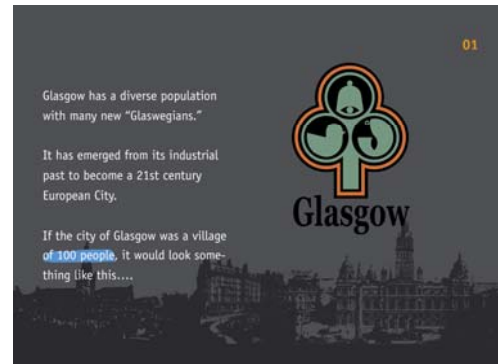 01
Glasgow has a diverse population
with many new “Glaswegians.”
It has emerged from its industrial
past to become a 21st century
European City.
If the city of Glasgow was a village
of 100 people, it would look some-
thing like this....
Glasgow